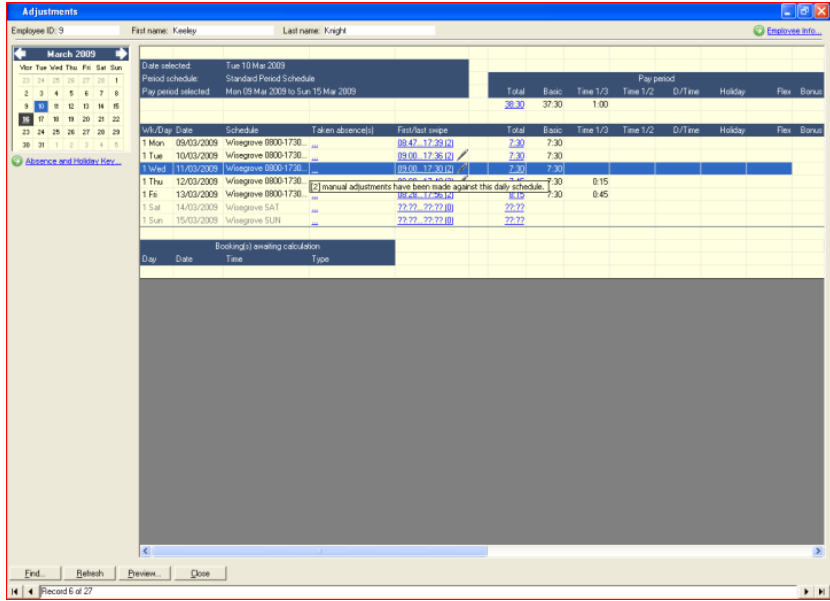 Adjustments
Employee ID: 9 First name: Keeley Last name: Knight Employee Info...
March 2009
Mon Tue Wed Thu Fri Sat Sun
23 24 25 26 27 28 1
2 3 4 5 6 7 8
9 10 11 12 13 14 15
16 17 18 19 20 21 22
23 24 25 26 27 28 29
30 31 1 2 3 4 5
Absence and Holiday Key...
Date selected: Tue 10 Mar 2009
Period schedule: Standard Period Schedule Pay period
Pay period selected: Mon 09 Mar 2009 to Sun 15 Mar 2009 Total Basic Time 1/3 Time 1/2 D/Time Holiday Flex Bonus
38:30 37:30 1:00
Wk/Day Date Schedule Taken absence(s) First/last swipe Total Basic Time 1/3 Time 1/2 D/Time Holiday Flex Bonus
1 Mon 09/03/2009 Wisegrove 0800-1730... ... 08:47...17:39 (2) 7:30 7:30
1 Tue 10/03/2009 Wisegrove 0800-1730... ... 09:00...17:36 (2) 7:30 7:30
1 Wed 11/03/2009 Wisegrove 0800-1730... ... 09:00...17:30 (2) 7:30 7:30
1 Thu 12/03/2009 Wisegrove 0800-1730... 7:30 0:15
[2] manual adjustments have been made against this daily schedule.
1 Fri 13/03/2009 Wisegrove 0800-1730... ... 08:28...17:56 (2) 8:15 7:30 0:45
1 Sat 14/03/2009 Wisegrove SAT ... ??:??...??:?? (0) ??:??
1 Sun 15/03/2009 Wisegrove SUN ... ??:??...??:?? (0) ??:??
Booking(s) awaiting calculation
Day Date Time Type
Find... Refresh Preview... Close
Record 6 of 27